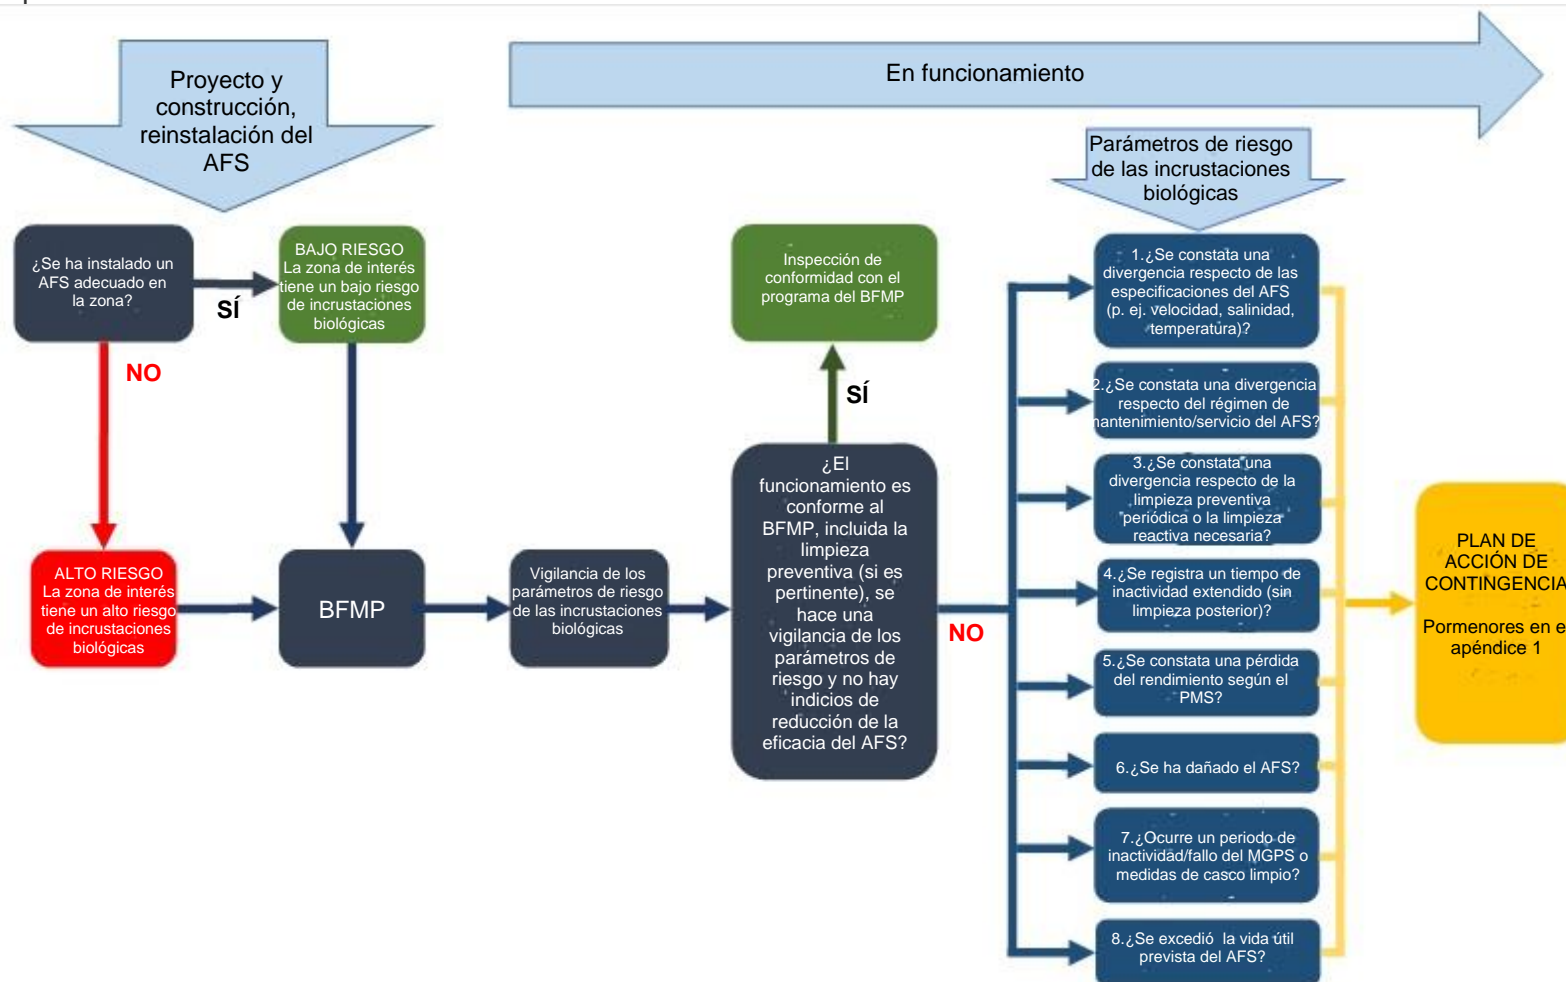 Proyecto y
construcción,
reinstalación del
AFS
En funcionamiento
Parámetros de riesgo
de las incrustaciones
biológicas
¿Se ha instalado un
AFS adecuado en
la zona?
SÍ
NO
BAJO RIESGO
La zona de interés
tiene un bajo riesgo
de incrustaciones
biológicas
ALTO RIESGO
La zona de interés
tiene un alto riesgo
de incrustaciones
biológicas
BFMP
Vigilancia de los
parámetros de riesgo
de las incrustaciones
biológicas
Inspección de
conformidad con el
programa del BFMP
SÍ
¿El
funcionamiento es
conforme al
BFMP, incluida la
limpieza
preventiva (si es
pertinente), se
hace una
vigilancia de los
parámetros de
riesgo y no hay
indicios de
reducción de la
eficacia del AFS?
NO
1.¿Se constata una
divergencia respecto de las
especificaciones del AFS
(p. ej. velocidad, salinidad,
temperatura)?
2.¿Se constata una divergencia
respecto del régimen de
mantenimiento/servicio del AFS?
3.¿Se constata una
divergencia respecto de la
limpieza preventiva
periódica o la limpieza
reactiva necesaria?
4.¿Se registra un tiempo de
inactividad extendido (sin
limpieza posterior)?
5.¿Se constata una pérdida
del rendimiento según el
PMS?
6.¿Se ha dañado el AFS?
7.¿Ocurre un periodo de
inactividad/fallo del MGPS o
medidas de casco limpio?
8.¿Se excedió la vida útil
prevista del AFS?
PLAN DE
ACCIÓN DE
CONTINGENCIA
Pormenores en e
apéndice 1